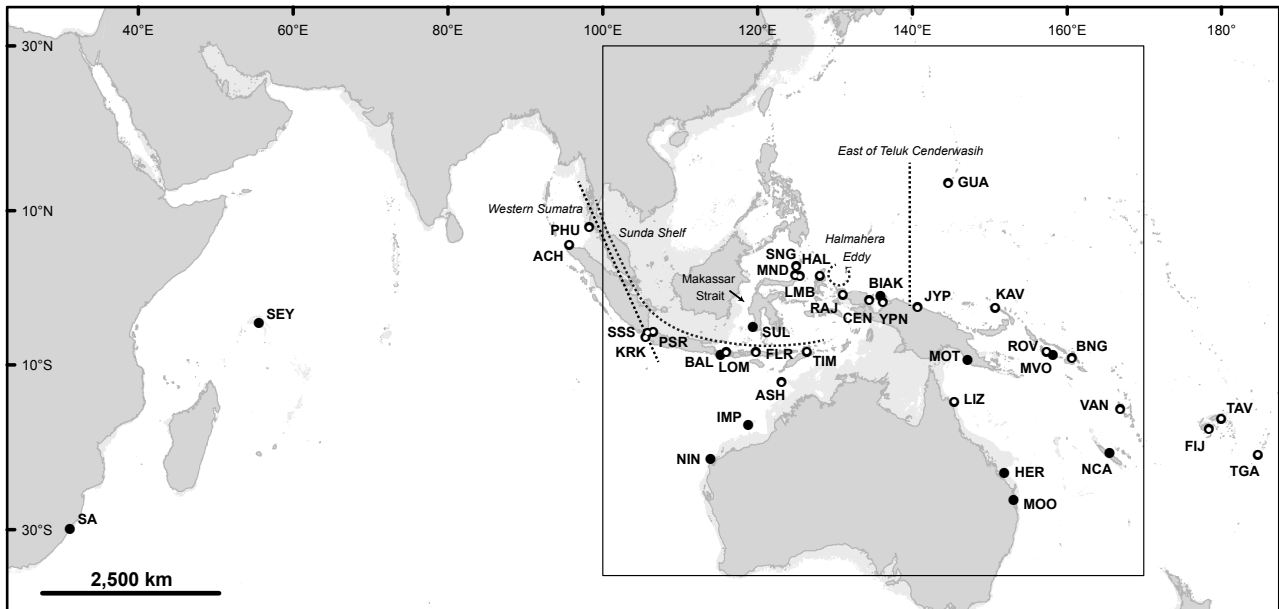 40°E 60°E 80°E 100° 120° 140° 160° 180°
30°N
East of Teluk Cenderwasih
GUA
10°N
Western Sumatra
PHU
Sunda Shelf
ACH
Halmahera
Eddy
SNG HAL
MND
LMB
Makassar
Strait
RAJ
BIAK
CEN YPN
JYP
KAV
SEY
SUL
SSS
PSR
KRK
BAL
LOM
FLR
TIM
MOT
ROV
BNG
MVO
10°S
ASH
LIZ
IMP
VAN
TAV
FIJ
NIN
HER
NCA
TGA
MOO
SA
30°S
2,500 km